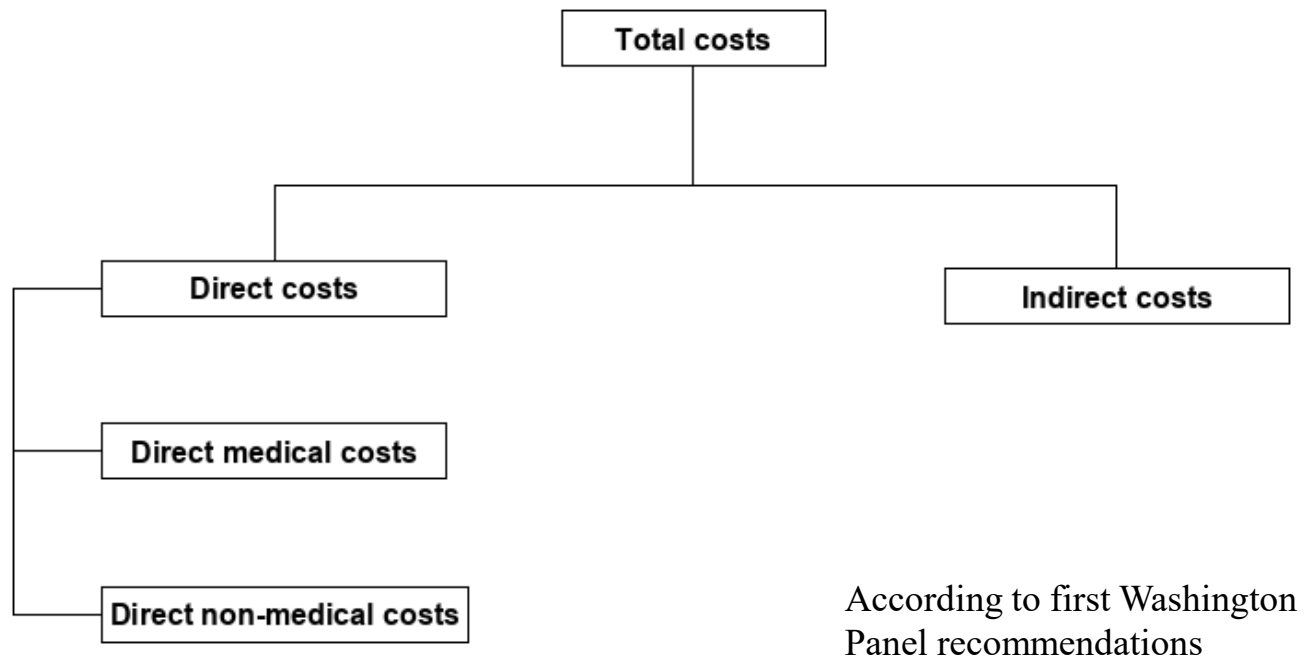 Total costs
Direct costs
Indirect costs
Direct medical costs
Direct non-medical costs
According to first Washington
Panel recommendations